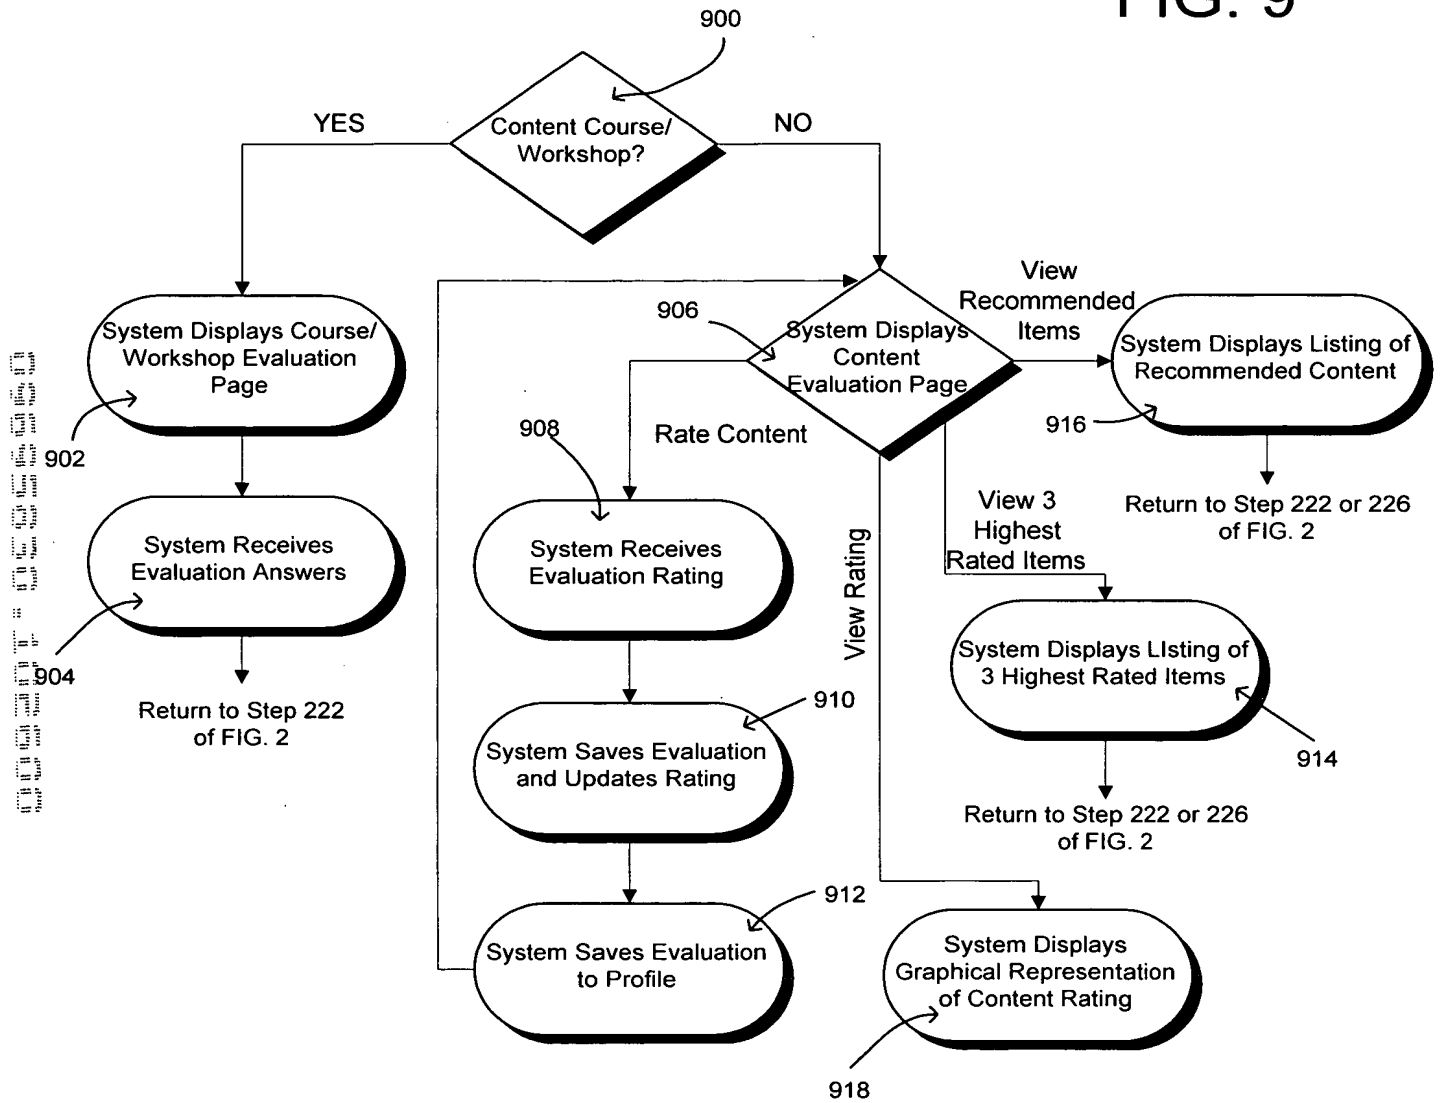 FIG. 9
900
YES
Content Course/
Workshop?
NO
View
Recommended
Items
906
System Displays
Content
Evaluation Page
System Displays Course/
Workshop Evaluation
Page
902
System Displays Listing of
Recommended Content
916
Return to Step 222 or 226
of FIG. 2
Rate Content
908
View 3
Highest
Rated Items
View Rating
System Receives
Evaluation Answers
904
Return to Step 222
of FIG. 2
System Receives
Evaluation Rating
System Displays LIsting of
3 Highest Rated Items
914
Return to Step 222 or 226
of FIG. 2
910
System Saves Evaluation
and Updates Rating
912
System Saves Evaluation
to Profile
System Displays
Graphical Representation
of Content Rating
918